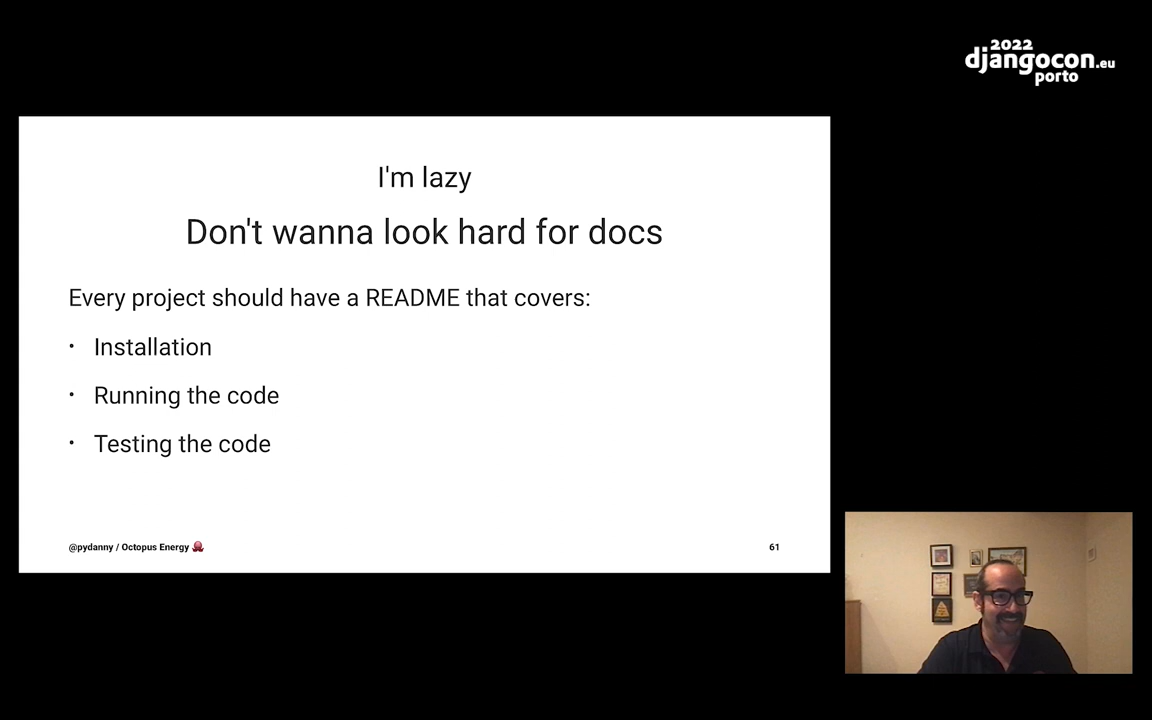 2022
djangocon.eu
porto
I'm lazy
Don't wanna look hard for docs
Every project should have a README that covers:
• Installation
• Running the code
• Testing the code
@pydanny / Octopus Energy 🐙
61